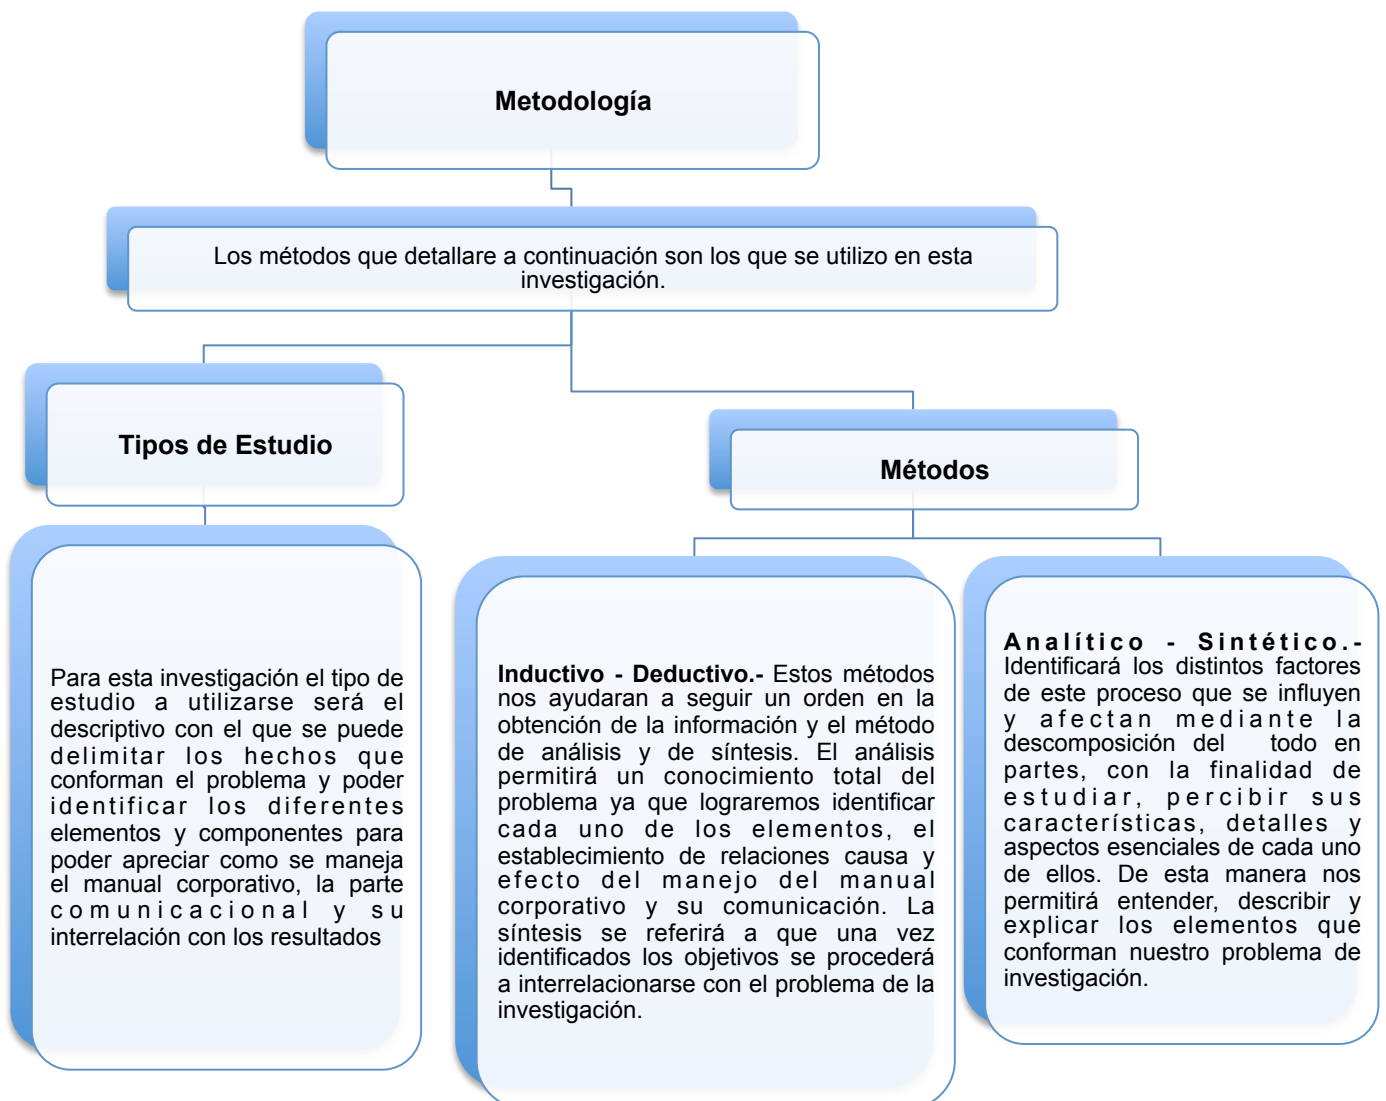 Metodología
Los métodos que detallare a continuación son los que se utilizo en esta
investigación.
Tipos de Estudio
Métodos
Para esta investigación el tipo de
estudio a utilizarse será el
descriptivo con el que se puede
delimitar los hechos que
conforman el problema y poder
identificar los diferentes
elementos y componentes para
poder apreciar como se maneja
el manual corporativo, la parte
comunicacional y su
interrelación con los resultados
Inductivo - Deductivo.- Estos métodos
nos ayudaran a seguir un orden en la
obtención de la información y el método
de análisis y de síntesis. El análisis
permitirá un conocimiento total del
problema ya que lograremos identificar
cada uno de los elementos, el
establecimiento de relaciones causa y
efecto del manejo del manual
corporativo y su comunicación. La
síntesis se referirá a que una vez
identificados los objetivos se procederá
a interrelacionarse con el problema de la
investigación.
Analítico - Sintético.-
Identificará los distintos factores
de este proceso que se influyen
y afectan mediante la
descomposición del todo en
partes, con la finalidad de
estudiar, percibir sus
características, detalles y
aspectos esenciales de cada uno
de ellos. De esta manera nos
permitirá entender, describir y
explicar los elementos que
conforman nuestro problema de
investigación.